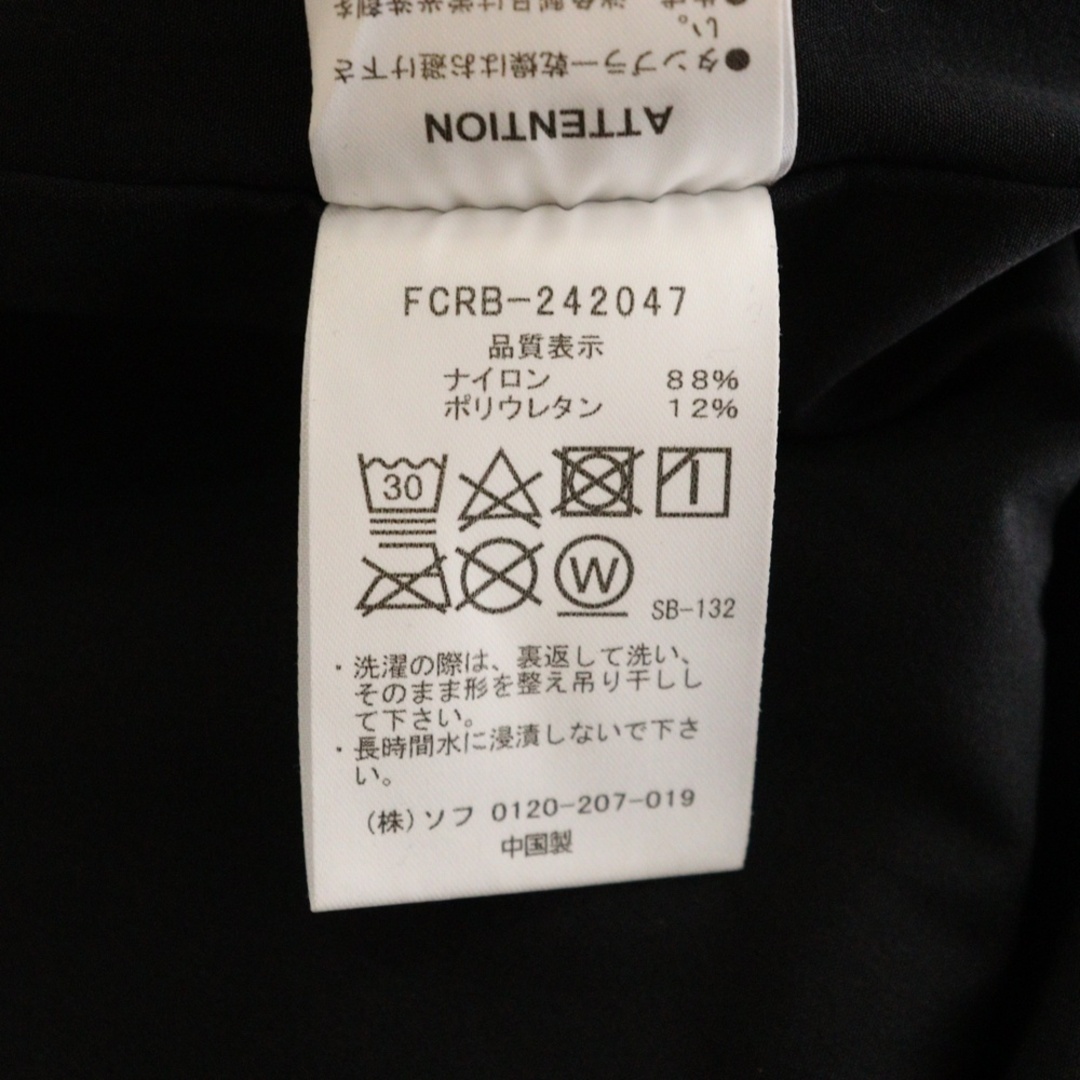 ATTENTION
●タンブラー乾燥はお避け下さ
い。
FCRB-242047
品質表示
ナイロン 88%
ポリウレタン 12%
30
W
SB-132
・洗濯の際は、裏返して洗い、
そのまま形を整え吊り干しし
て下さい。
・長時間水に浸漬しないで下さ
い。
(株)ソフ 0120-207-019
中国製